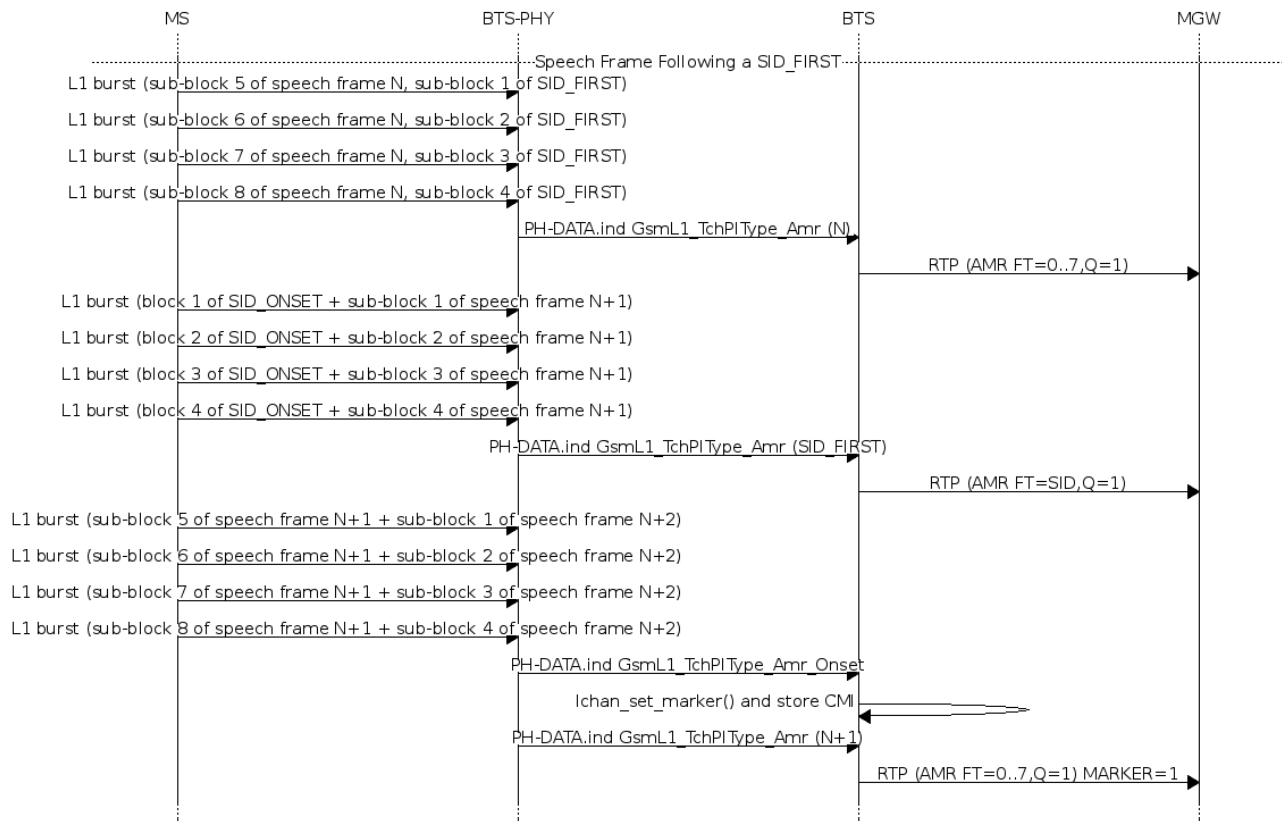 MS BTS-PHY BTS MGW
Speech Frame Following a SID_FIRST
L1 burst (sub-block 5 of speech frame N, sub-block 1 of SID_FIRST)
L1 burst (sub-block 6 of speech frame N, sub-block 2 of SID_FIRST)
L1 burst (sub-block 7 of speech frame N, sub-block 3 of SID_FIRST)
L1 burst (sub-block 8 of speech frame N, sub-block 4 of SID_FIRST)
PH-DATA.ind GsmL1_TchPlType_Amr (N)
RTP (AMR FT=0..7,Q=1)
L1 burst (block 1 of SID_ONSET + sub-block 1 of speech frame N+1)
L1 burst (block 2 of SID_ONSET + sub-block 2 of speech frame N+1)
L1 burst (block 3 of SID_ONSET + sub-block 3 of speech frame N+1)
L1 burst (block 4 of SID_ONSET + sub-block 4 of speech frame N+1)
PH-DATA.ind GsmL1_TchPlType_Amr (SID_FIRST)
RTP (AMR FT=SID,Q=1)
L1 burst (sub-block 5 of speech frame N+1 + sub-block 1 of speech frame N+2)
L1 burst (sub-block 6 of speech frame N+1 + sub-block 2 of speech frame N+2)
L1 burst (sub-block 7 of speech frame N+1 + sub-block 3 of speech frame N+2)
L1 burst (sub-block 8 of speech frame N+1 + sub-block 4 of speech frame N+2)
PH-DATA.ind GsmL1_TchPlType_Amr_Onset
lchan_set_marker() and store CMI
PH-DATA.ind GsmL1_TchPlType_Amr (N+1)
RTP (AMR FT=0..7,Q=1) MARKER=1